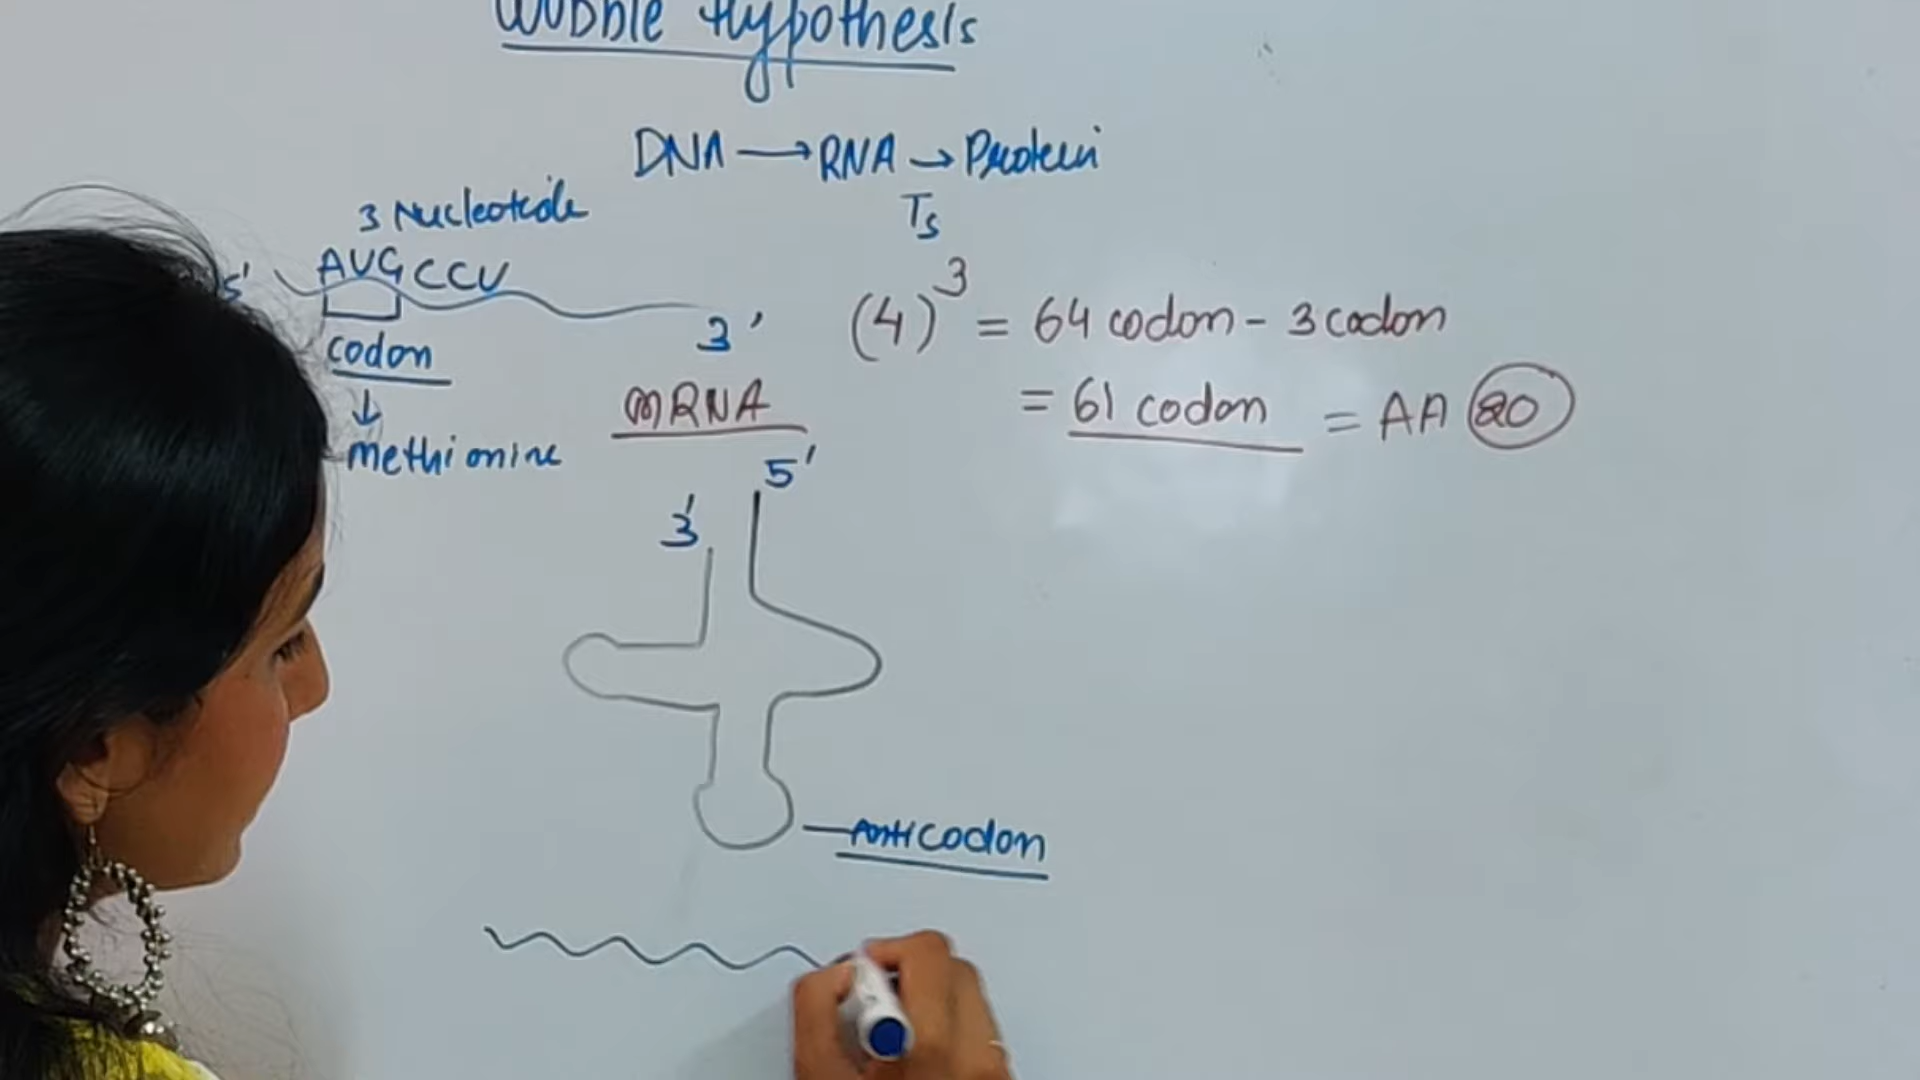 Wobble Hypothesis
DNA → RNA → Protein
Ts
3 Nucleotide
5' AUGCCU
3'
codon
↓
methionine
mRNA
(4)³ = 64 codon - 3 codon
= 61 codon = AA 20
5'
3'
Anticodon